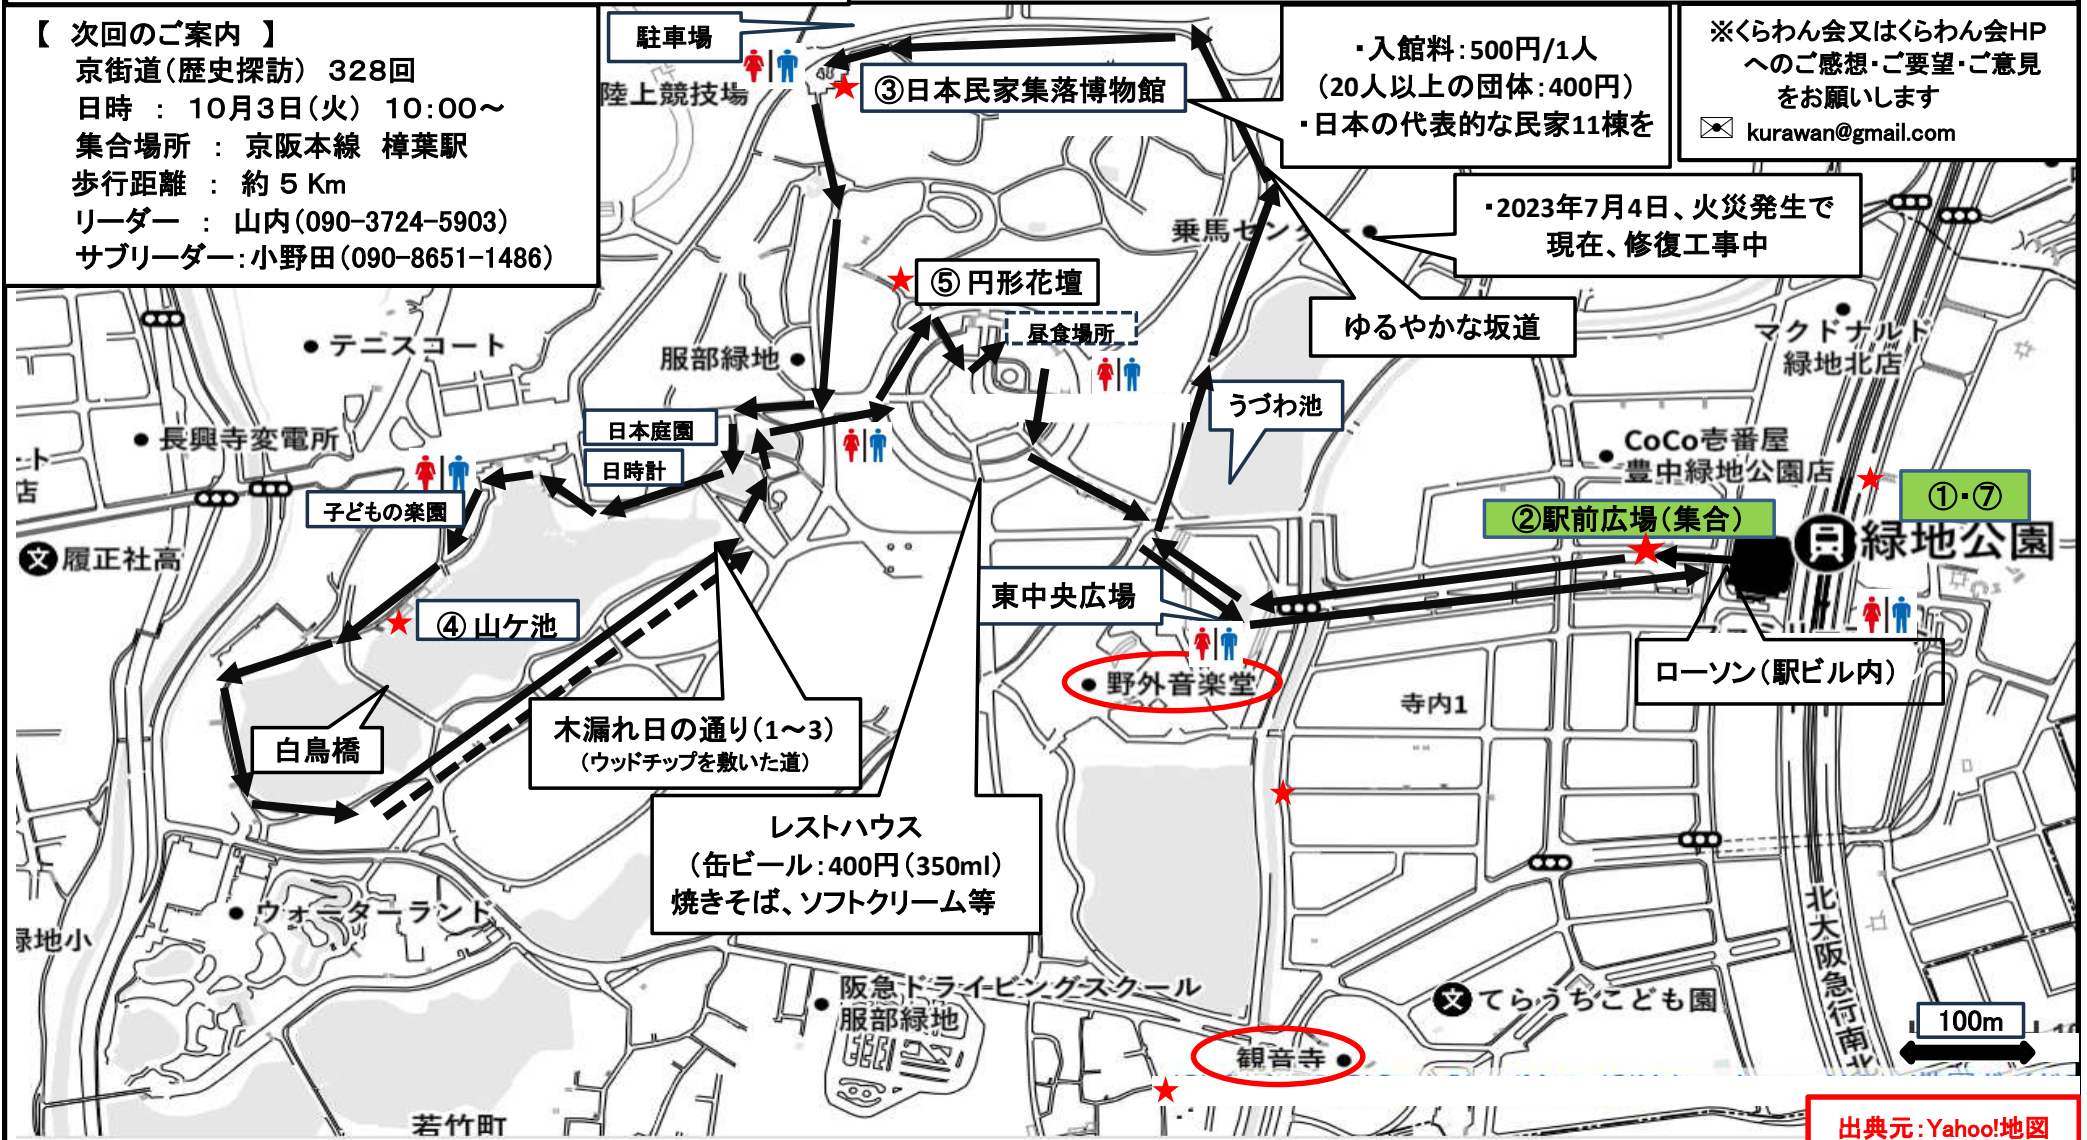 【 次回のご案内 】
京街道(歴史探訪) 328回
日時 : 10月3日(火) 10:00～
集合場所 : 京阪本線 樟葉駅
歩行距離 : 約 5 Km
リーダー : 山内(090-3724-5903)
サブリーダー:小野田(090-8651-1486)
駐車場
陸上競技場
③日本民家集落博物館
・入館料:500円/1人
(20人以上の団体:400円)
・日本の代表的な民家11棟を
※くらわん会又はくらわん会HP
へのご感想・ご要望・ご意見
をお願いします
kurawan@gmail.com
・2023年7月4日、火災発生で
現在、修復工事中
乗馬センター
ゆるやかな坂道
⑤円形花壇
昼食場所
マクドナルド
緑地北店
テニスコート
服部緑地
うづわ池
日本庭園
日時計
長興寺変電所
子どもの楽園
CoCo壱番屋
豊中緑地公園店
①・⑦
②駅前広場(集合)
緑地公園
履正社高
東中央広場
④山ケ池
ローソン(駅ビル内)
野外音楽堂
寺内1
白鳥橋
木漏れ日の通り(1～3)
(ウッドチップを敷いた道)
レストハウス
(缶ビール:400円(350ml)
焼きそば、ソフトクリーム等
ウォーターランド
緑地小
北大阪急行南北
阪急ドライビングスクール
服部緑地
てらうちこども園
100m
観音寺
若竹町
出典元:Yahoo!地図